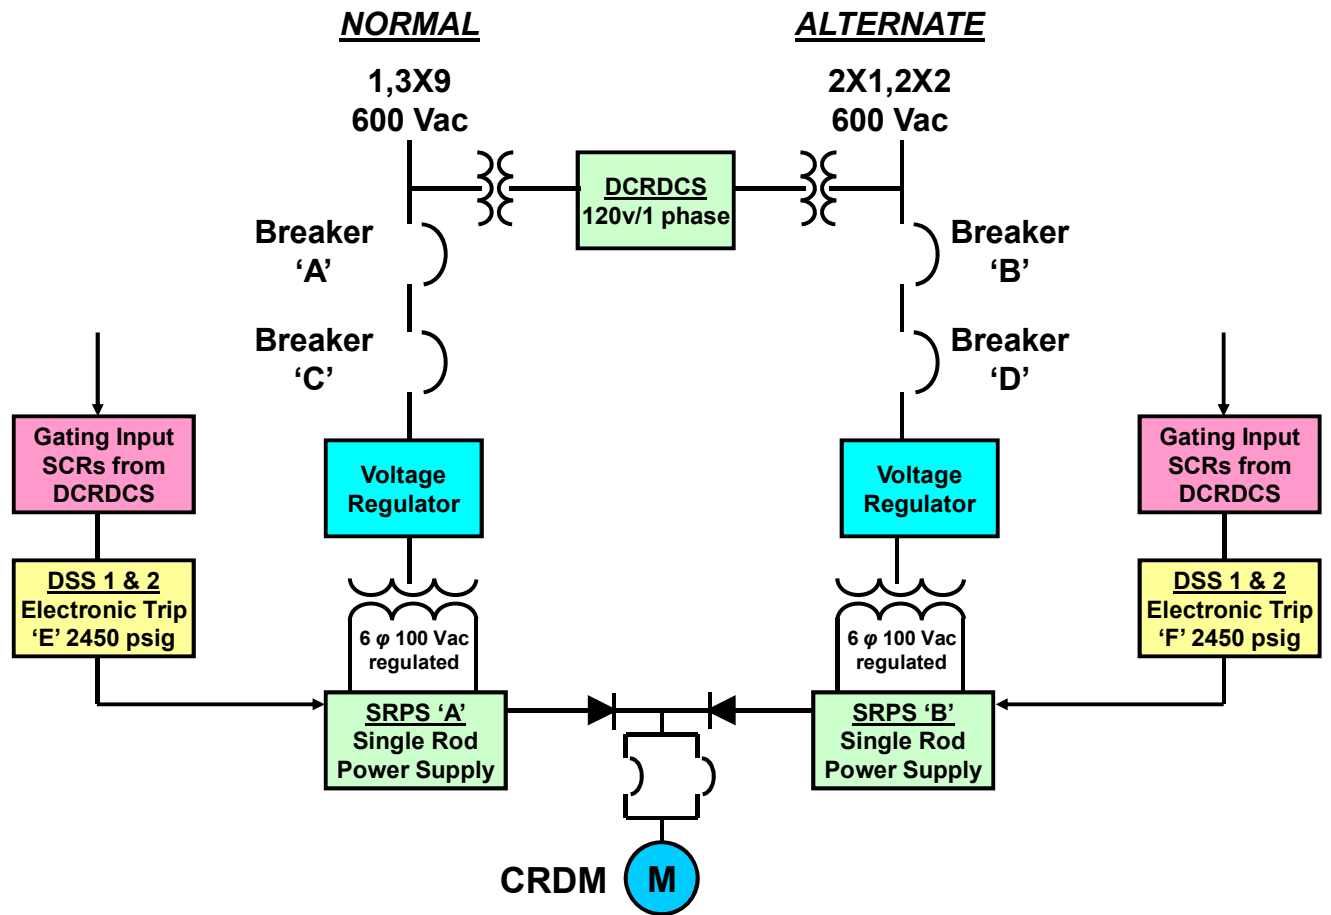 NORMAL
1,3X9
600 Vac
ALTERNATE
2X1,2X2
600 Vac
DCRDCS
120v/1 phase
Breaker
‘A’
Breaker
‘B’
Breaker
‘C’
Breaker
‘D’
Gating Input
SCRs from
DCRDCS
Voltage
Regulator
Voltage
Regulator
Gating Input
SCRs from
DCRDCS
DSS 1 & 2
Electronic Trip
‘E’ 2450 psig
6 φ 100 Vac
regulated
6 φ 100 Vac
regulated
DSS 1 & 2
Electronic Trip
‘F’ 2450 psig
SRPS ‘A’
Single Rod
Power Supply
SRPS ‘B’
Single Rod
Power Supply
CRDM
M